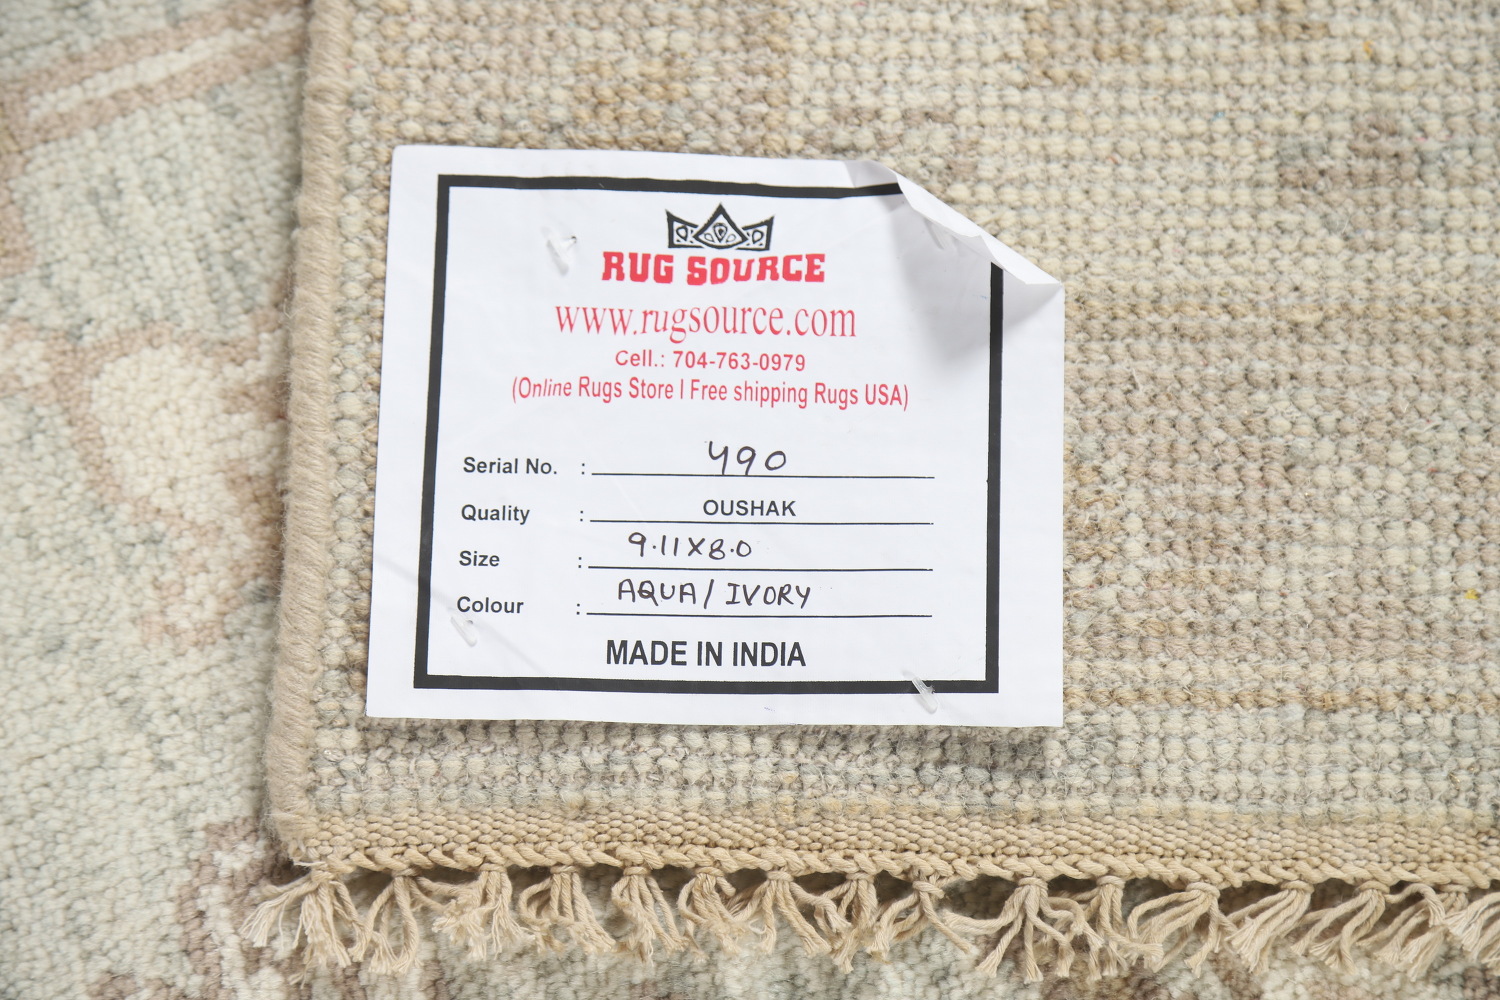 RUG SOURCE
www.rugsource.com
Cell.: 704-763-0979
(Online Rugs Store I Free shipping Rugs USA)
Serial No. : 490
Quality : OUSHAK
Size : 9.11X8.0
Colour : AQUA/IVORY
MADE IN INDIA